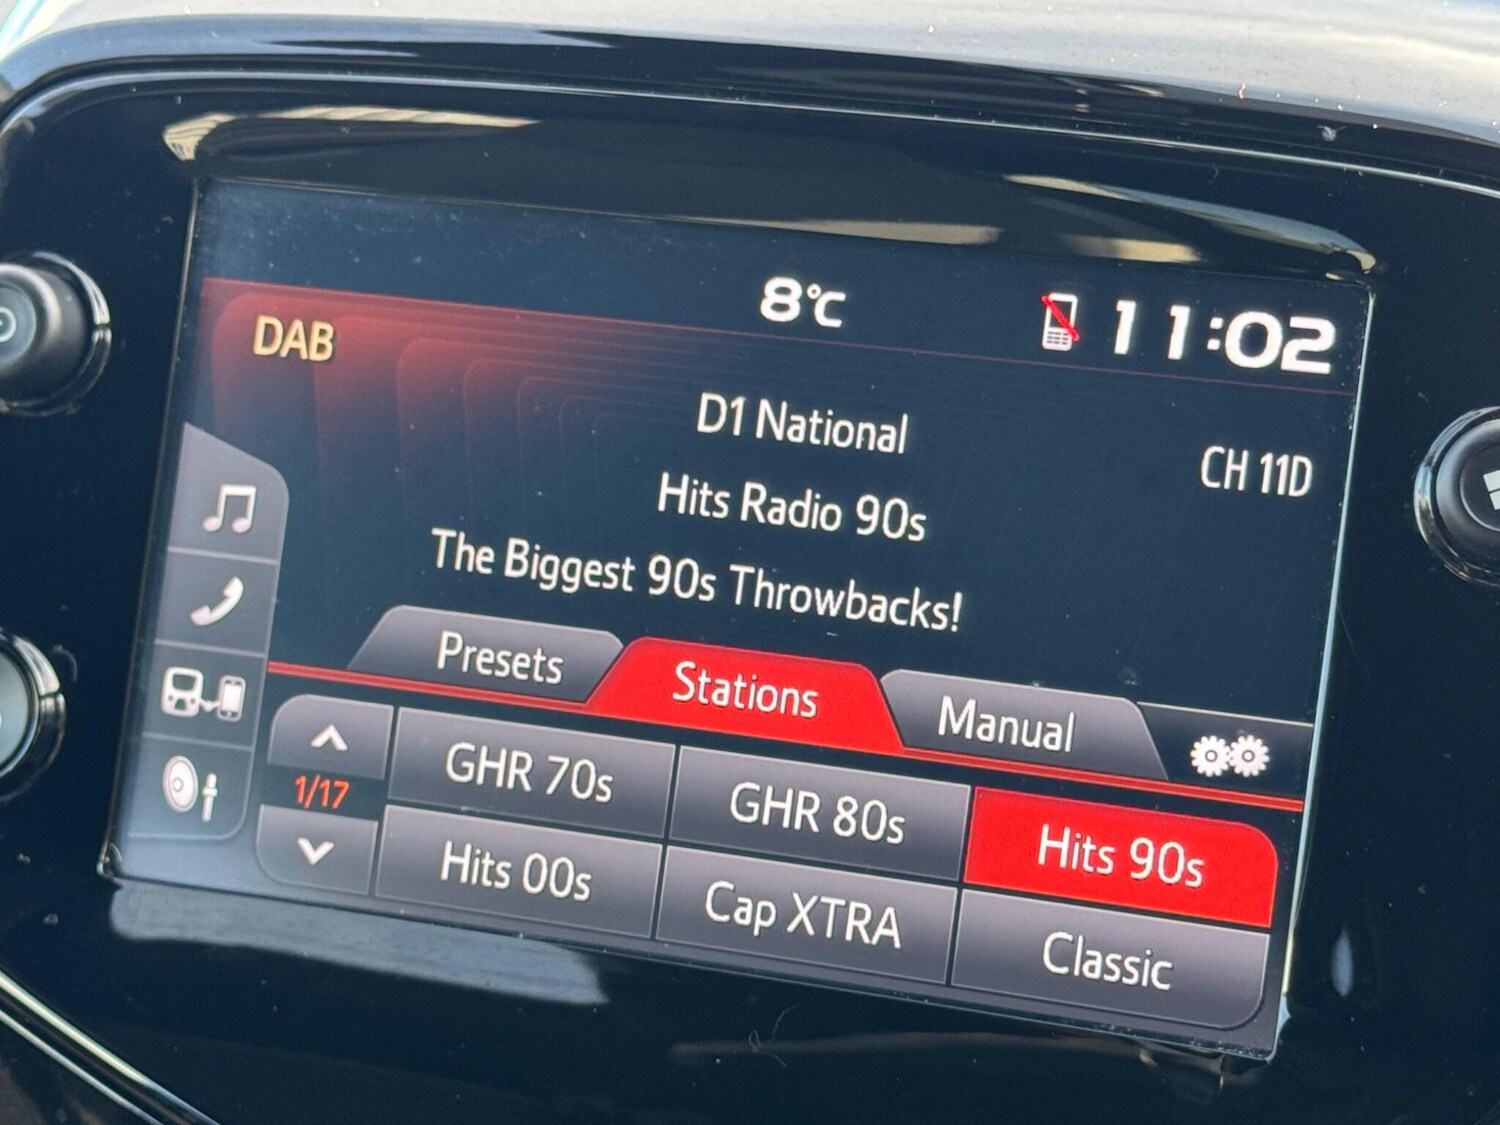 8°C 11:02
DAB
D1 National
CH 11D
Hits Radio 90s
The Biggest 90s Throwbacks!
Presets Stations Manual
1/17
GHR 70s GHR 80s Hits 90s
Hits 00s Cap XTRA Classic